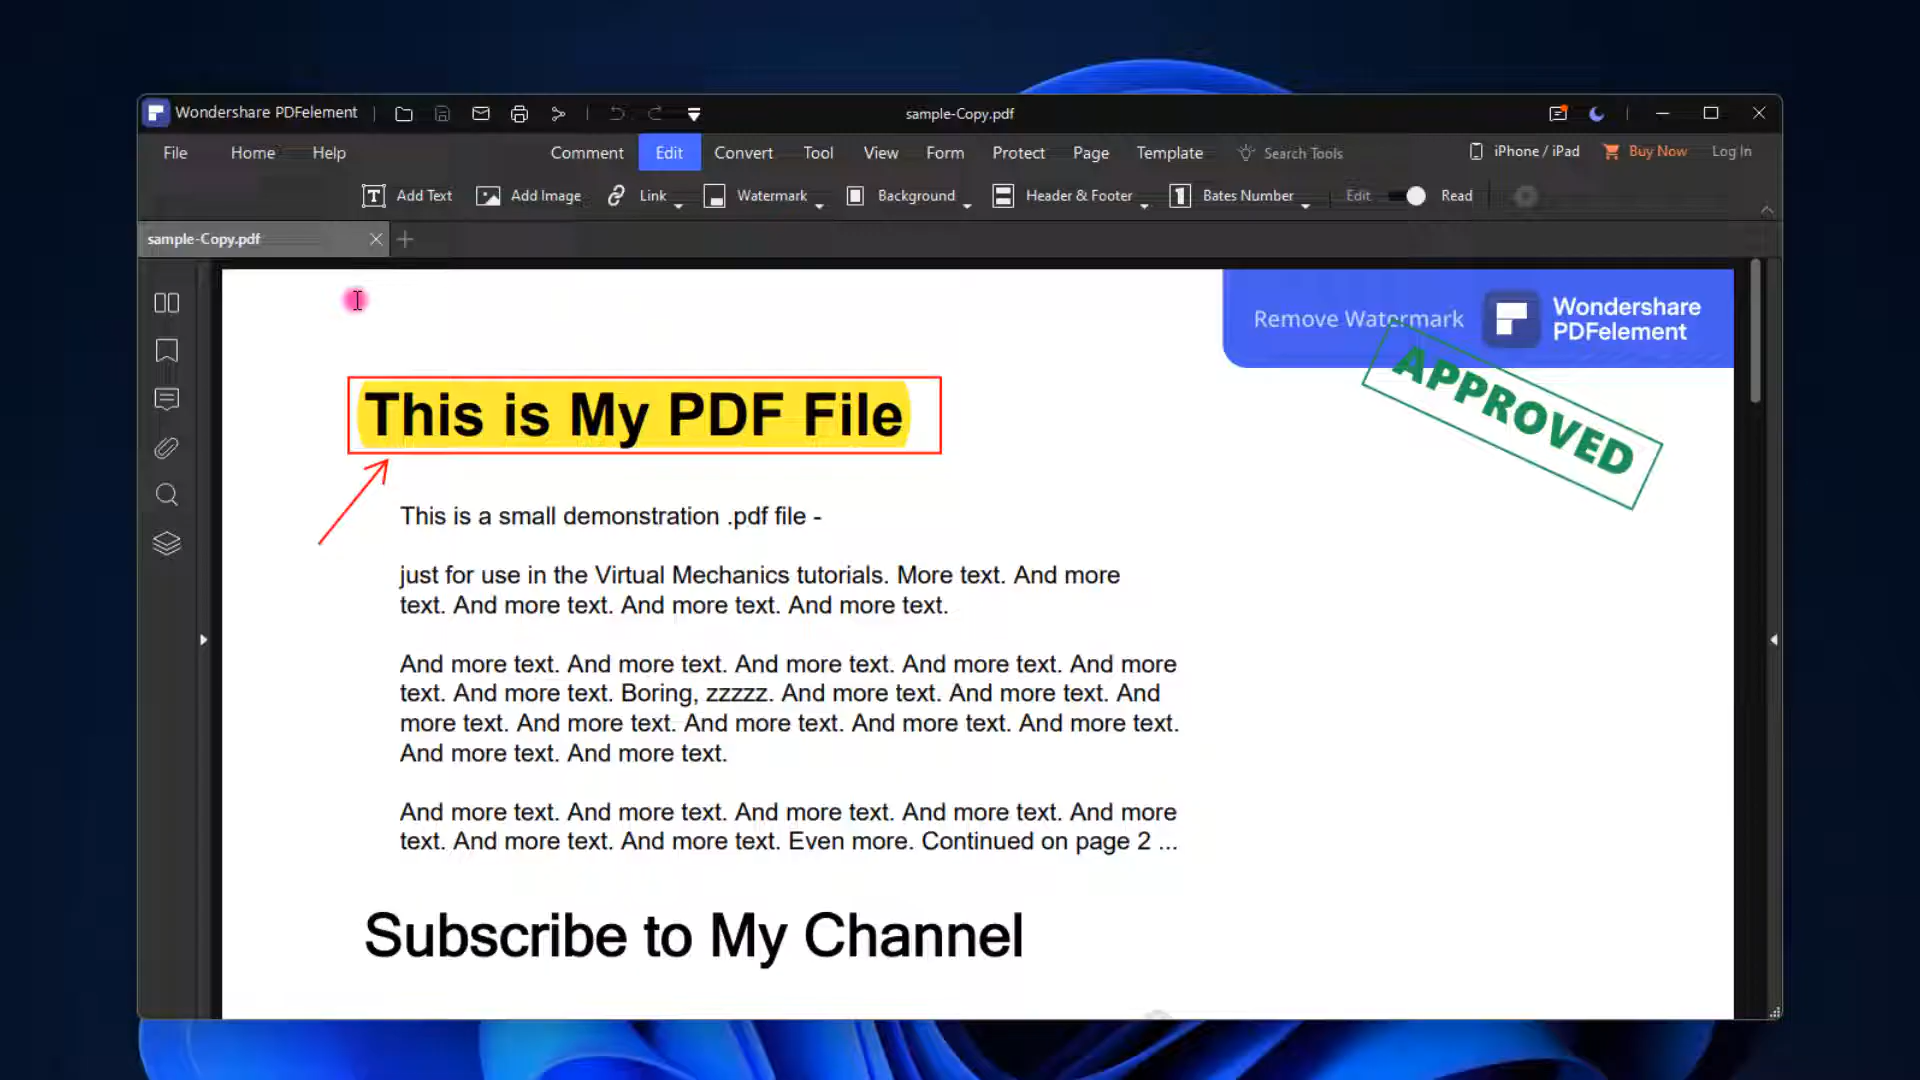 Wondershare PDFelement
sample-Copy.pdf
File Home Help Comment Edit Convert Tool View Form Protect Page Template Search Tools iPhone / iPad Buy Now Log In
Add Text Add Image Link Watermark Background Header & Footer Bates Number Edit Read
sample-Copy.pdf
Remove Watermark
Wondershare
PDFelement
APPROVED
This is My PDF File
This is a small demonstration .pdf file -
just for use in the Virtual Mechanics tutorials. More text. And more
text. And more text. And more text. And more text.
And more text. And more text. And more text. And more text. And more
text. And more text. Boring, zzzzz. And more text. And more text. And
more text. And more text. And more text. And more text. And more text.
And more text. And more text.
And more text. And more text. And more text. And more text. And more
text. And more text. And more text. Even more. Continued on page 2 ...
Subscribe to My Channel